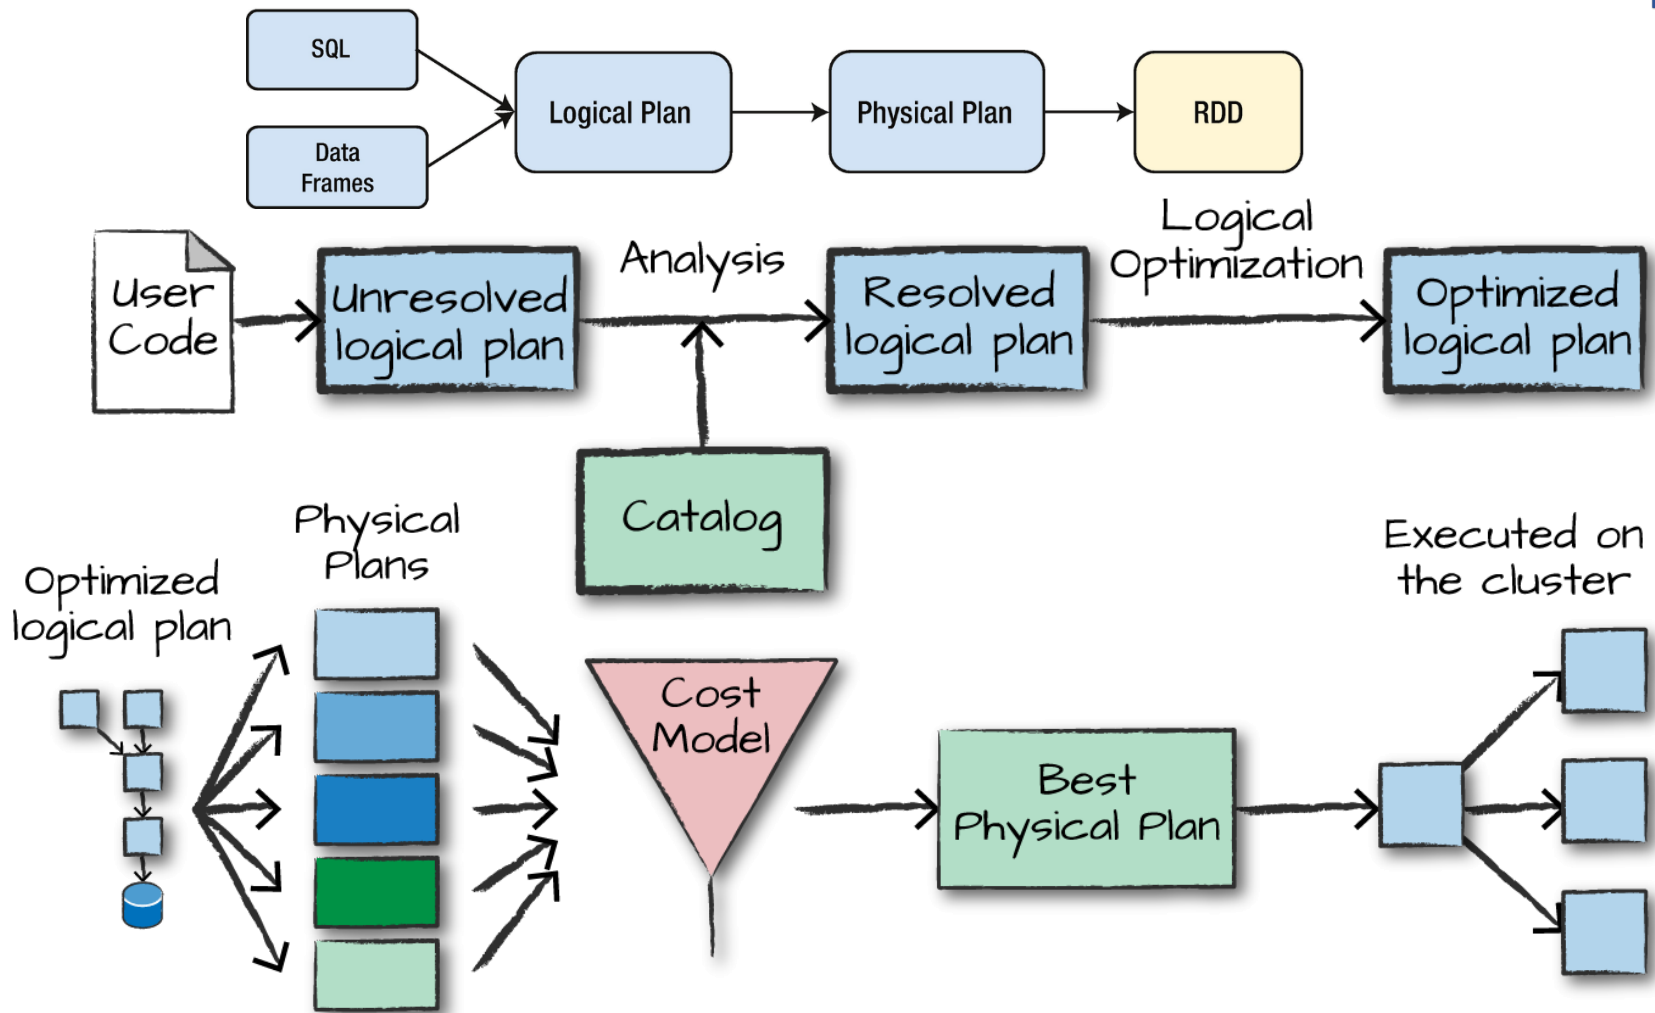 SQL
Data
Frames
Logical Plan
Physical Plan
RDD
User
Code
Unresolved
logical plan
Analysis
Resolved
logical plan
Logical
Optimization
Optimized
logical plan
Catalog
Optimized
logical plan
Physical
Plans
Cost
Model
Best
Physical Plan
Executed on
the cluster